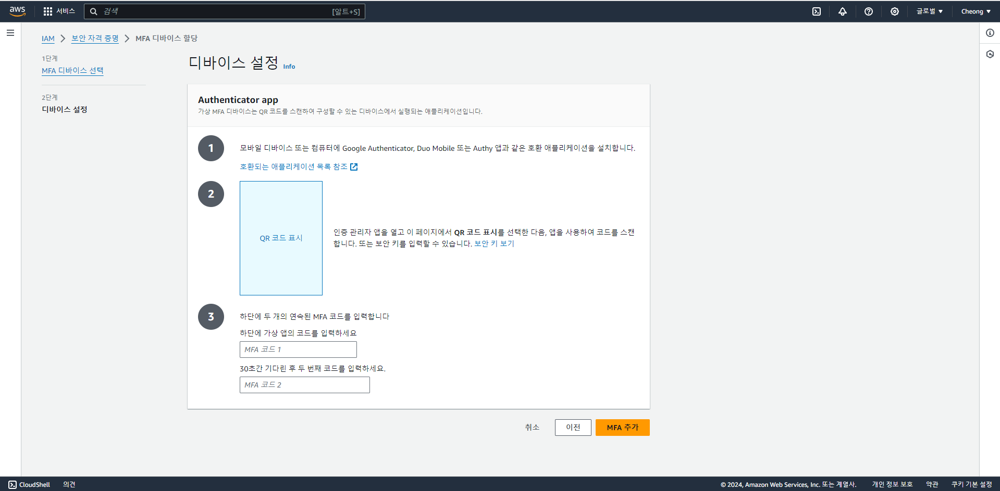 aws
서비스
검색
[알트+S]
글로벌
Cheong
IAM
보안 자격 증명
MFA 디바이스 할당
1단계
MFA 디바이스 선택
2단계
디바이스 설정
디바이스 설정 Info
Authenticator app
가상 MFA 디바이스는 QR 코드를 스캔하여 구성할 수 있는 디바이스에서 실행되는 애플리케이션입니다.
1
모바일 디바이스 또는 컴퓨터에 Google Authenticator, Duo Mobile 또는 Authy 앱과 같은 호환 애플리케이션을 설치합니다.
호환되는 애플리케이션 목록 참조
2
QR 코드 표시
인증 관리자 앱을 열고 이 페이지에서 QR 코드 표시를 선택한 다음, 앱을 사용하여 코드를 스캔
합니다. 또는 보안 키를 입력할 수 있습니다. 보안 키 보기
3
하단에 두 개의 연속된 MFA 코드를 입력합니다
하단에 가상 앱의 코드를 입력하세요
MFA 코드 1
30초간 기다린 후 두 번째 코드를 입력하세요.
MFA 코드 2
취소
이전
MFA 추가
CloudShell
의견
© 2024, Amazon Web Services, Inc. 또는 계열사.
개인 정보 보호
약관
쿠키 기본 설정